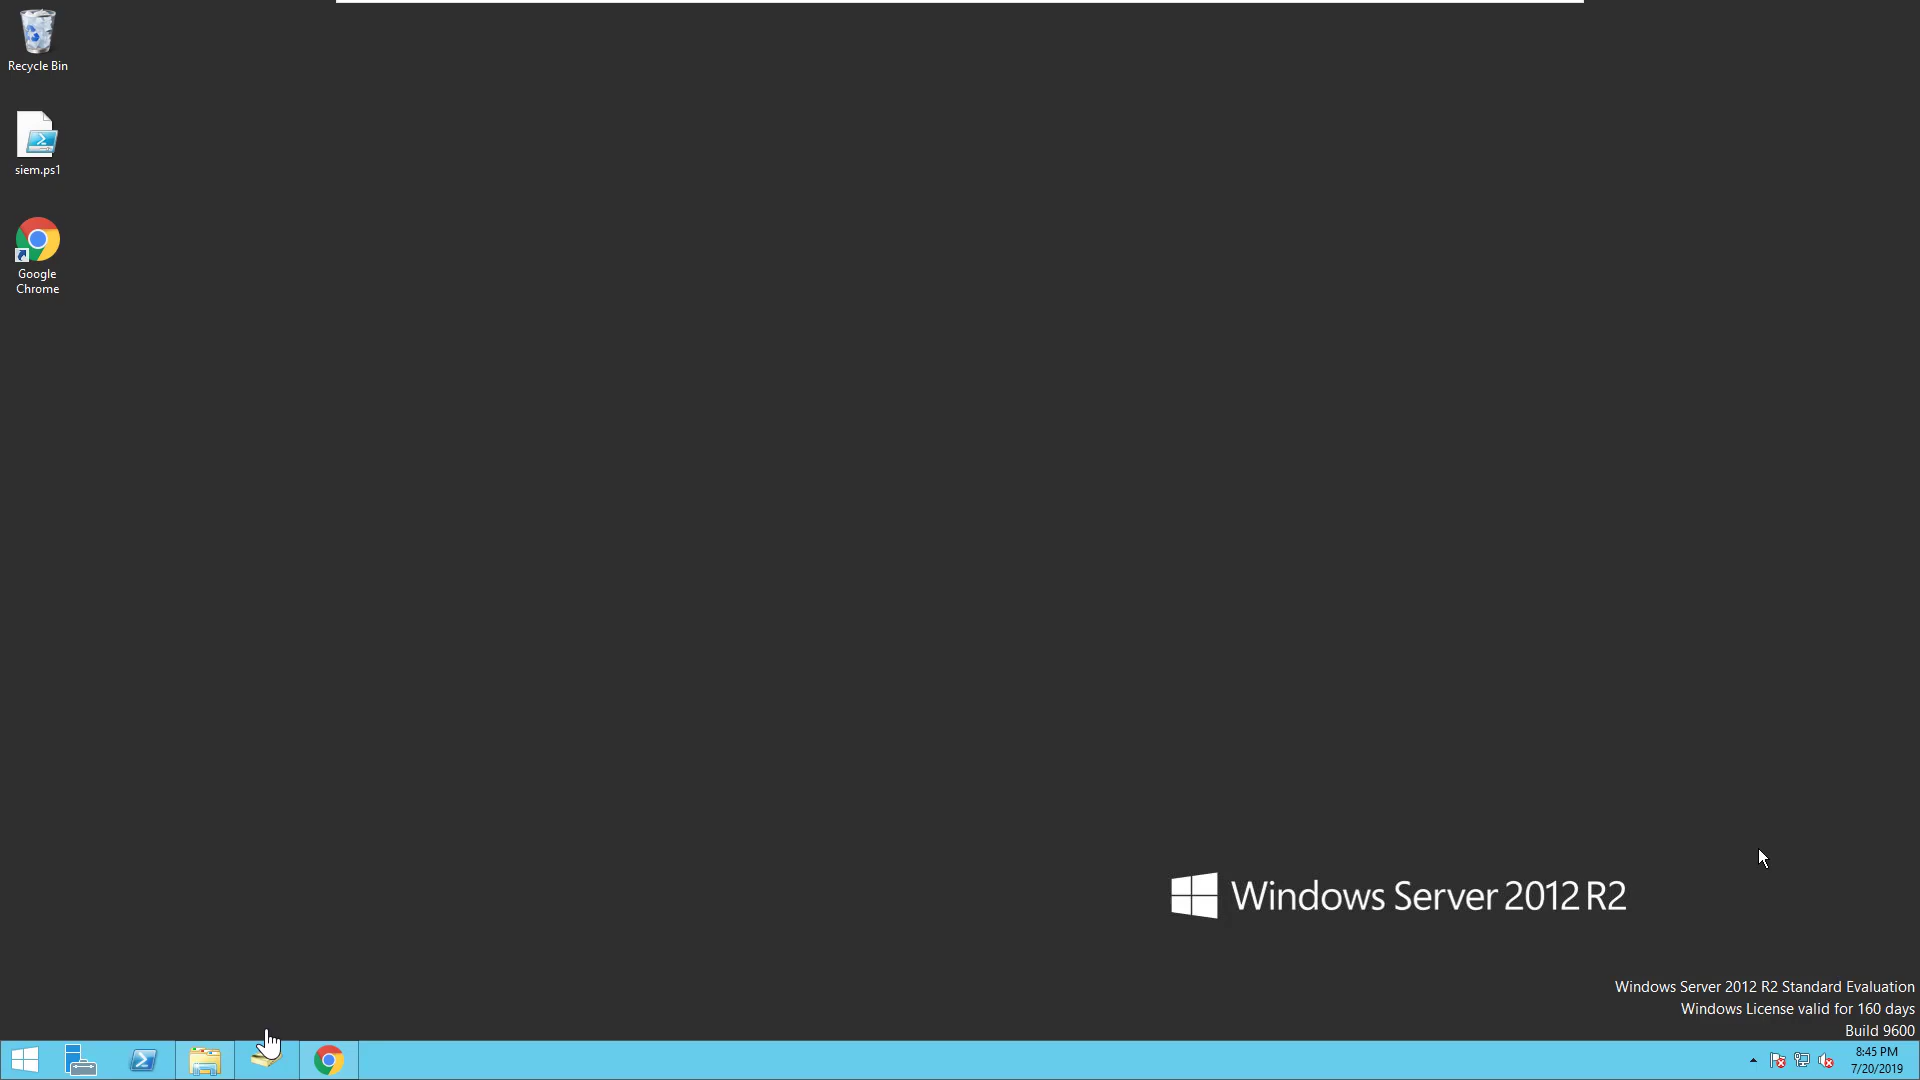 Recycle Bin
siem.ps1
Google
Chrome
Windows Server 2012 R2
Windows Server 2012 R2 Standard Evaluation
Windows License valid for 160 days
Build 9600
8:45 PM
7/20/2019